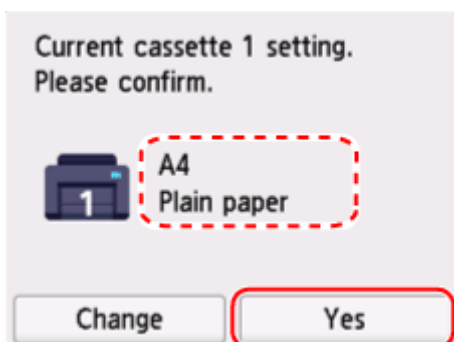 Current cassette 1 setting.
Please confirm.
A4
1
Plain paper
Change
Yes